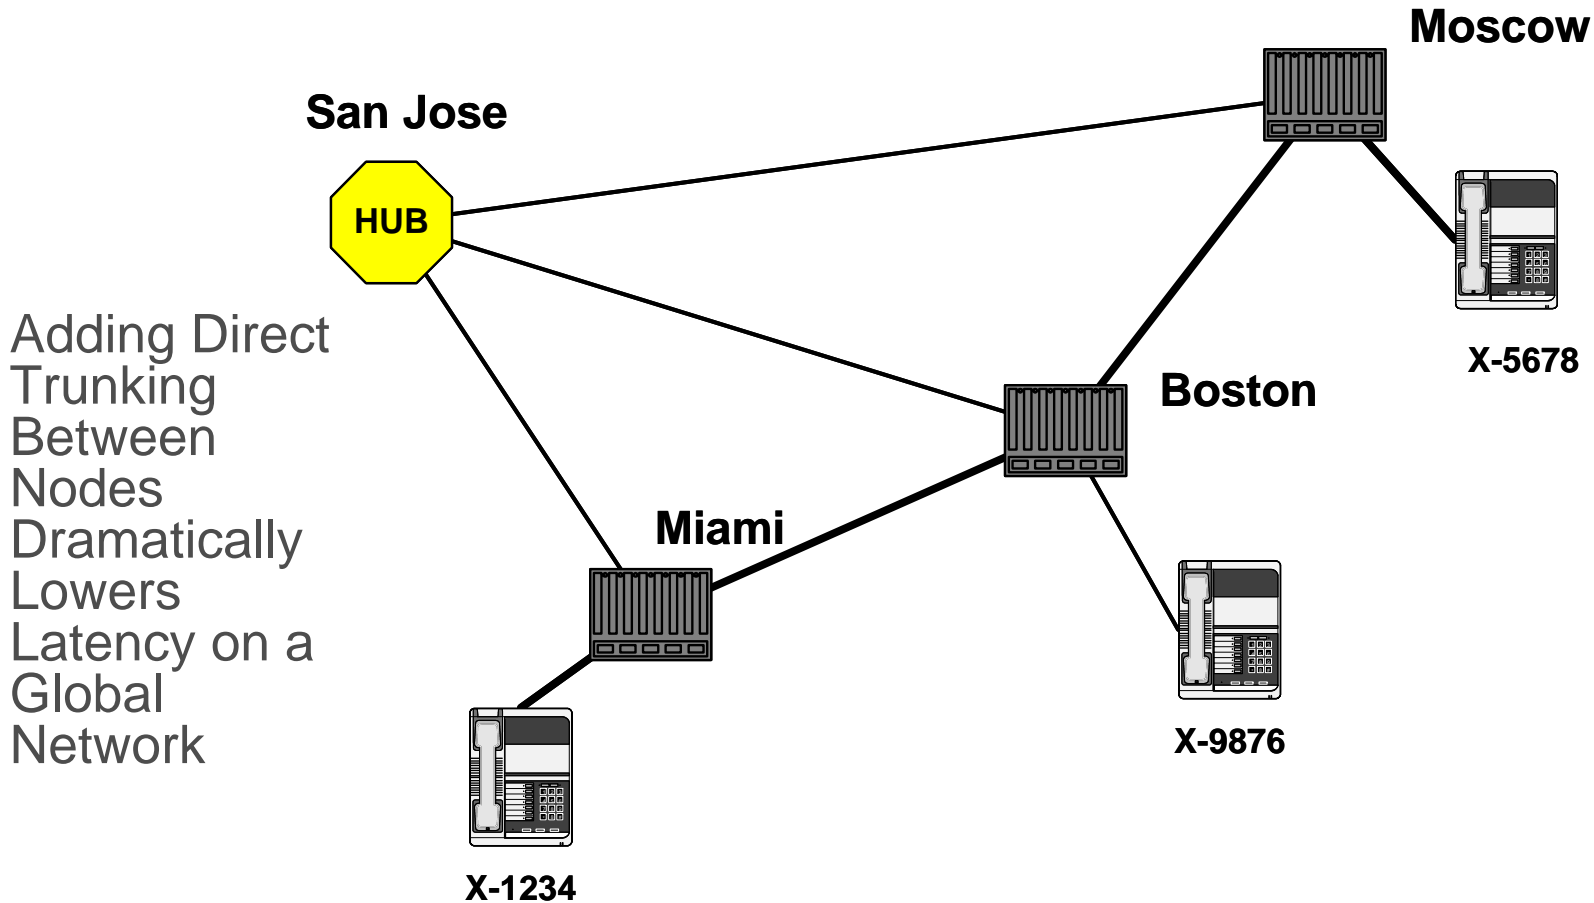 Moscow
San Jose
HUB
Adding Direct
Trunking
Between
Nodes
Dramatically
Lowers
Latency on a
Global
Network
X-5678
Boston
Miami
X-9876
X-1234